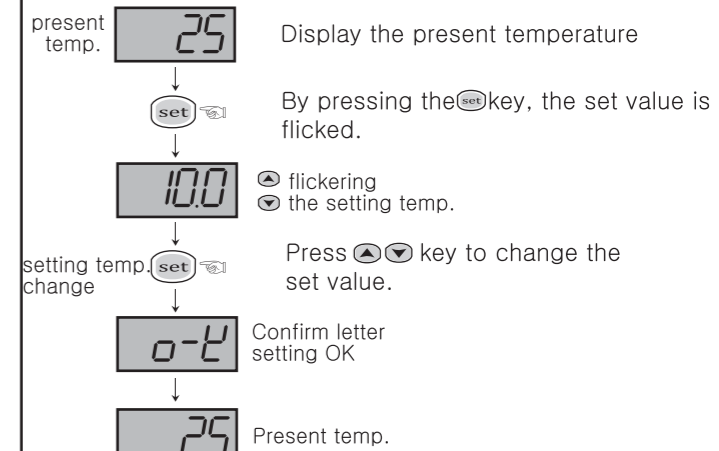 present
temp.
25
Display the present temperature
set
By pressing the set key, the set value is
flicked.
10.0
flickering
the setting temp.
setting temp.
change
set
Press key to change the
set value.
o-k
Confirm letter
setting OK
25
Present temp.